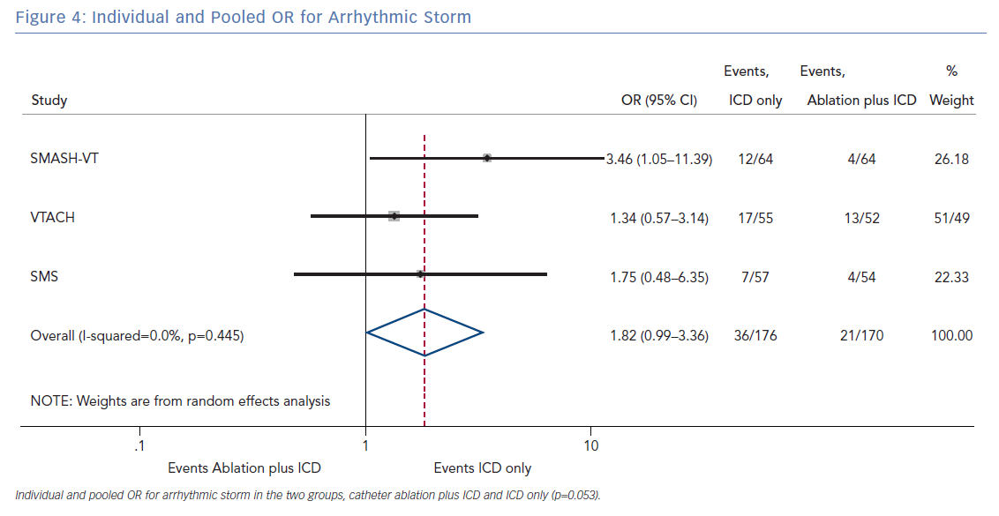 Figure 4: Individual and Pooled OR for Arrhythmic Storm
Events, Events, %
Study OR (95% CI) ICD only Ablation plus ICD Weight
SMASH-VT 3.46 (1.05–11.39) 12/64 4/64 26.18
VTACH 1.34 (0.57–3.14) 17/55 13/52 51/49
SMS 1.75 (0.48–6.35) 7/57 4/54 22.33
Overall (I-squared=0.0%, p=0.445) 1.82 (0.99–3.36) 36/176 21/170 100.00
NOTE: Weights are from random effects analysis
.1 1 10
Events Ablation plus ICD Events ICD only
Individual and pooled OR for arrhythmic storm in the two groups, catheter ablation plus ICD and ICD only (p=0.053).